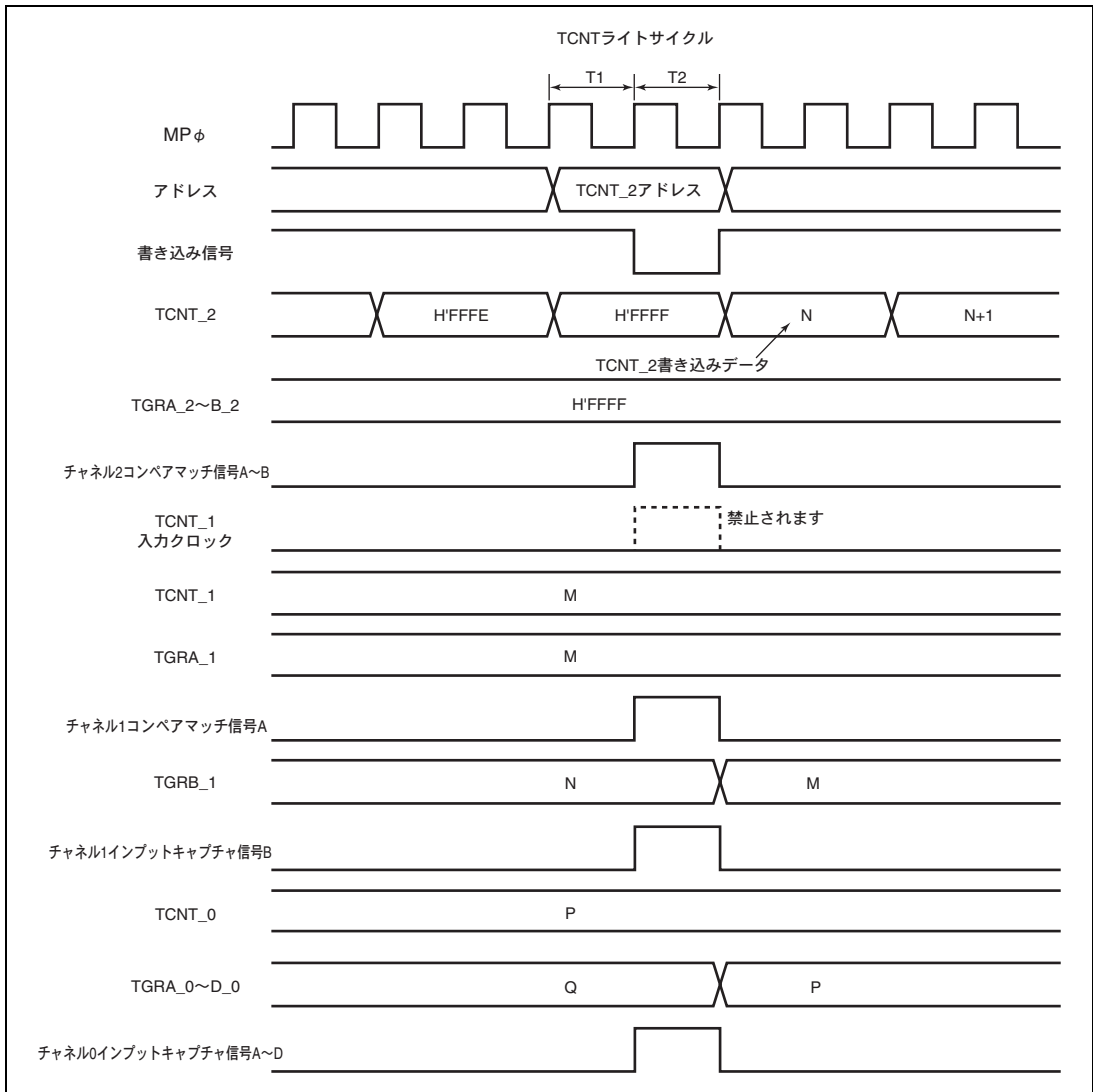 TCNTライトサイクル
T1 T2
MPφ
アドレス TCNT_2アドレス
書き込み信号
TCNT_2 H'FFFE H'FFFF N N+1
TCNT_2書き込みデータ
TGRA_2～B_2 H'FFFF
チャネル2コンペアマッチ信号A～B
TCNT_1
入力クロック
禁止されます
TCNT_1 M
TGRA_1 M
チャネル1コンペアマッチ信号A
TGRB_1 N M
チャネル1インプットキャプチャ信号B
TCNT_0 P
TGRA_0～D_0 Q P
チャネル0インプットキャプチャ信号A～D